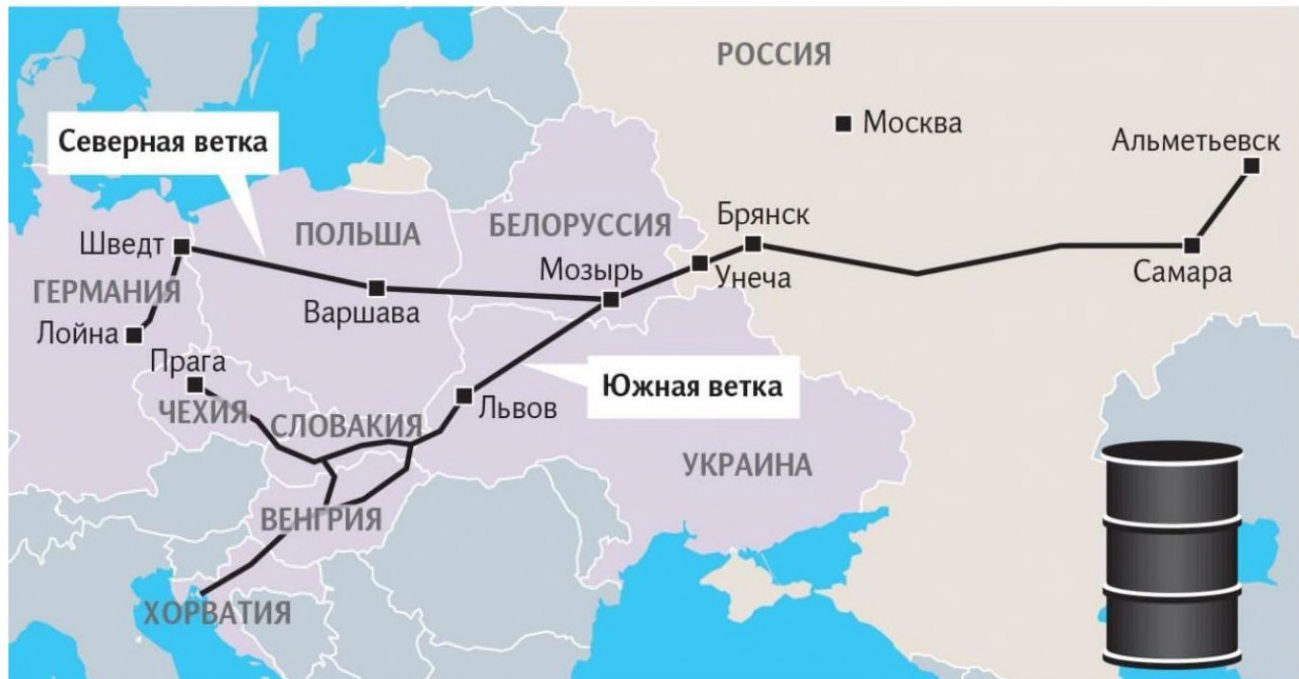 РОССИЯ
Москва
Северная ветка
Альметьевск
Брянск
БЕЛОРУССИЯ
ПОЛЬША
Шведт
Мозырь
Унеча
Самара
ГЕРМАНИЯ
Варшава
Лойна
Прага
Южная ветка
ЧЕХИЯ
Львов
СЛОВАКИЯ
УКРАИНА
ВЕНГРИЯ
ХОРВАТИЯ